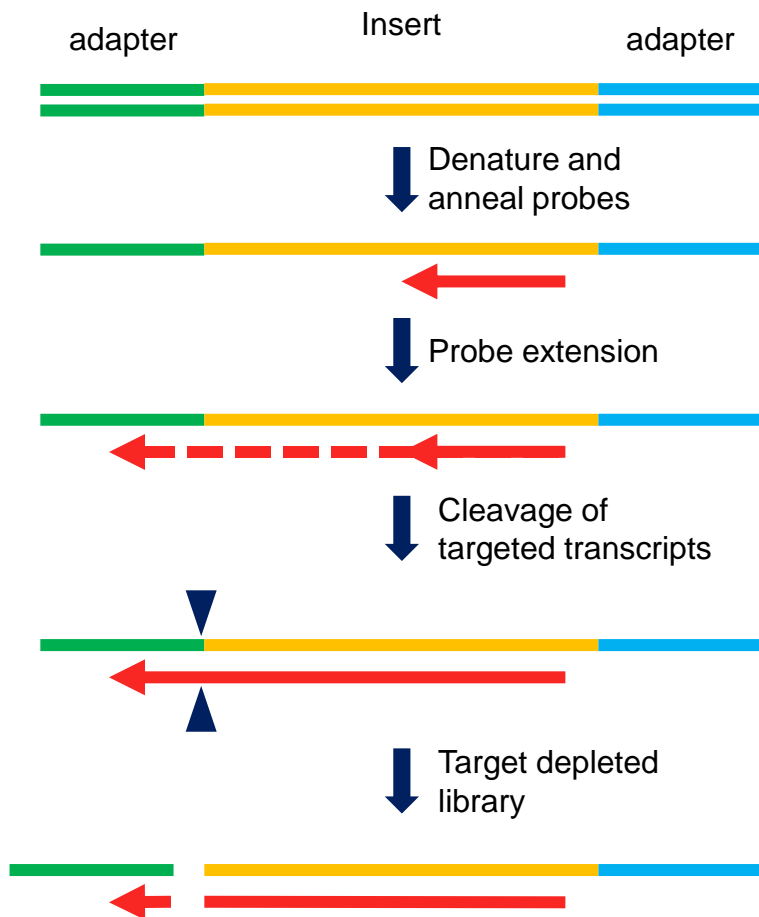 adapter
Insert
adapter
Denature and
anneal probes
Probe extension
Cleavage of
targeted transcripts
Target depleted
library